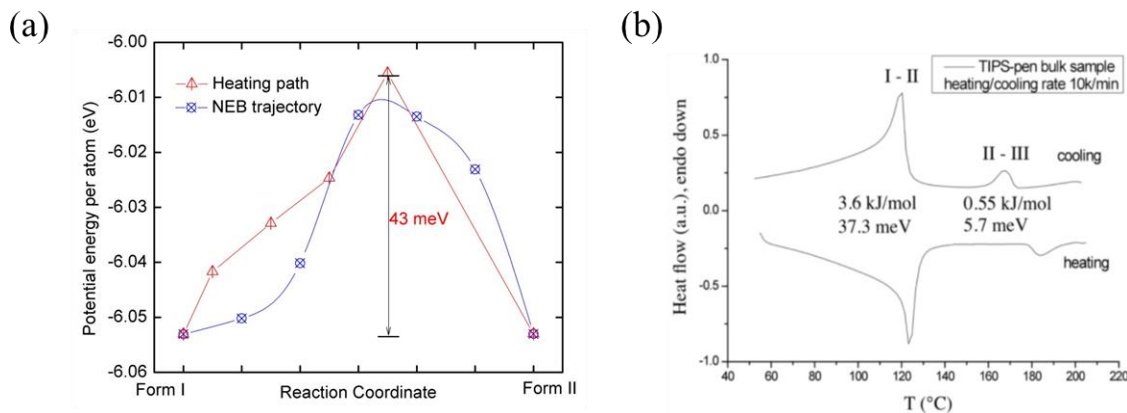 (a)
-6.00
-6.01
-6.02
-6.03
-6.04
-6.05
-6.06
Potential energy per atom (eV)
Heating path
NEB trajectory
43 meV
Form I
Reaction Coordinate
Form II
(b)
1.0
0.5
0.0
-0.5
-1.0
Heat flow (a.u.), endo down
TIPS-pen bulk sample
heating/cooling rate 10k/min
I - II
II - III
cooling
3.6 kJ/mol
37.3 meV
0.55 kJ/mol
5.7 meV
heating
40 60 80 100 120 140 160 180 200 220
T (°C)